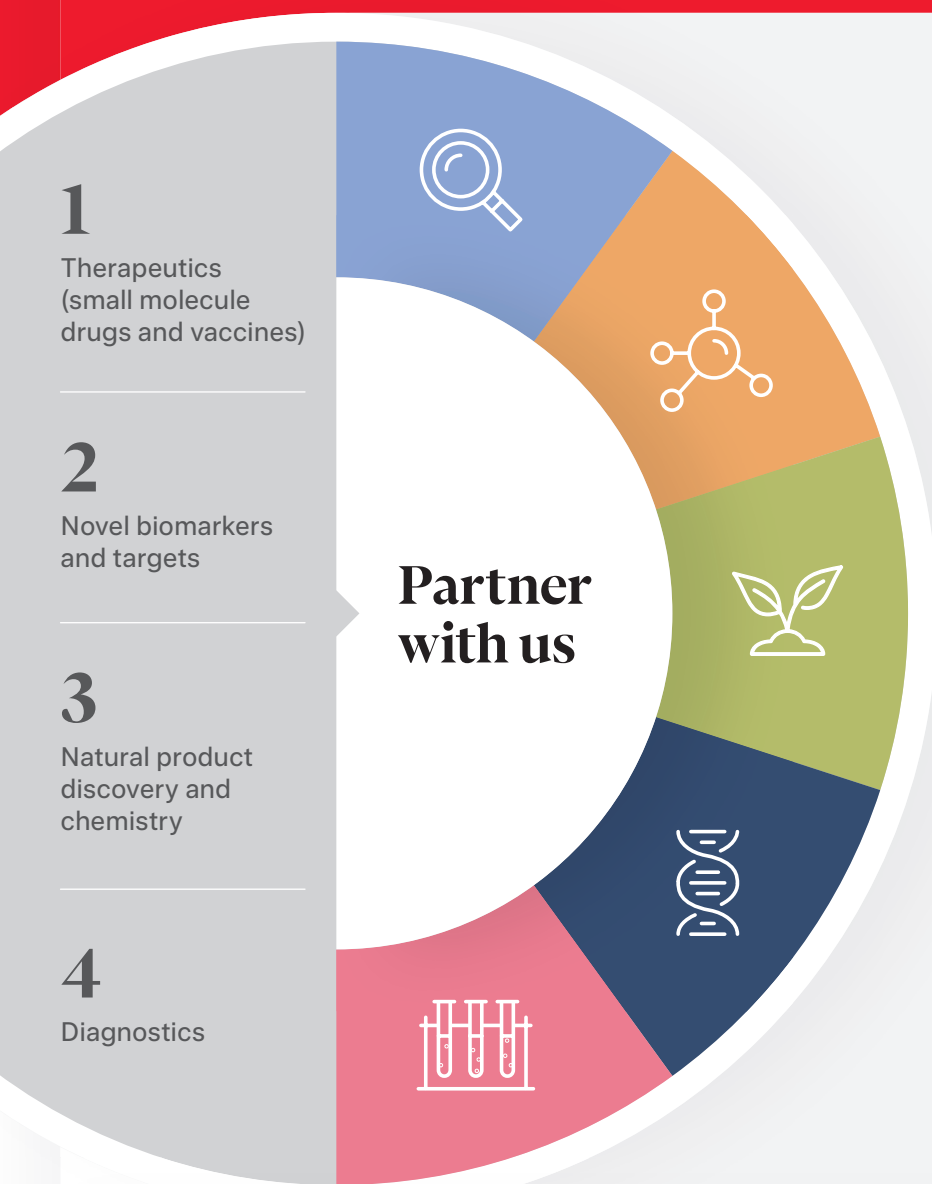 1
Therapeutics
(small molecule
drugs and vaccines)
2
Novel biomarkers
and targets
3
Natural product
discovery and
chemistry
4
Diagnostics
Partner
with us